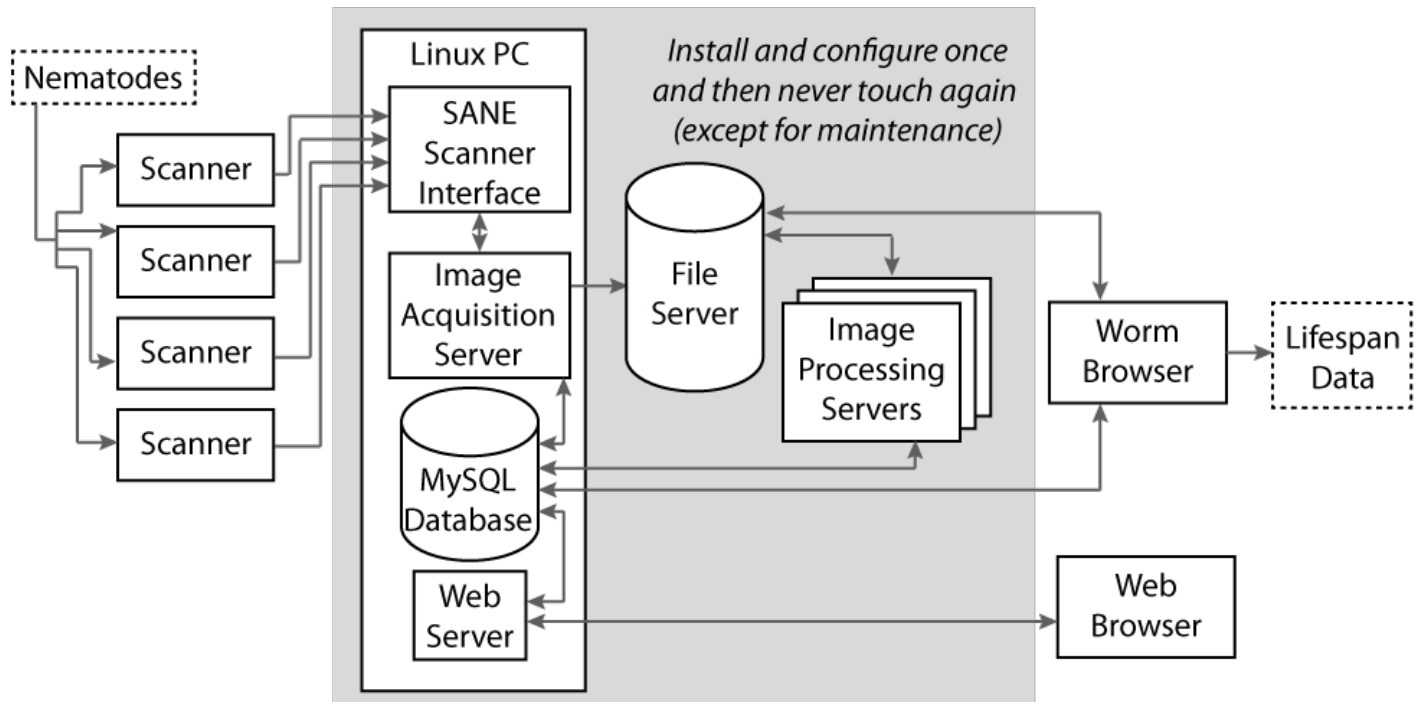 Nematodes
Scanner
Scanner
Scanner
Scanner
Linux PC
SANE
Scanner
Interface
Image
Acquisition
Server
MySQL
Database
Web
Server
Install and configure once
and then never touch again
(except for maintenance)
File
Server
Image
Processing
Servers
Worm
Browser
Lifespan
Data
Web
Browser